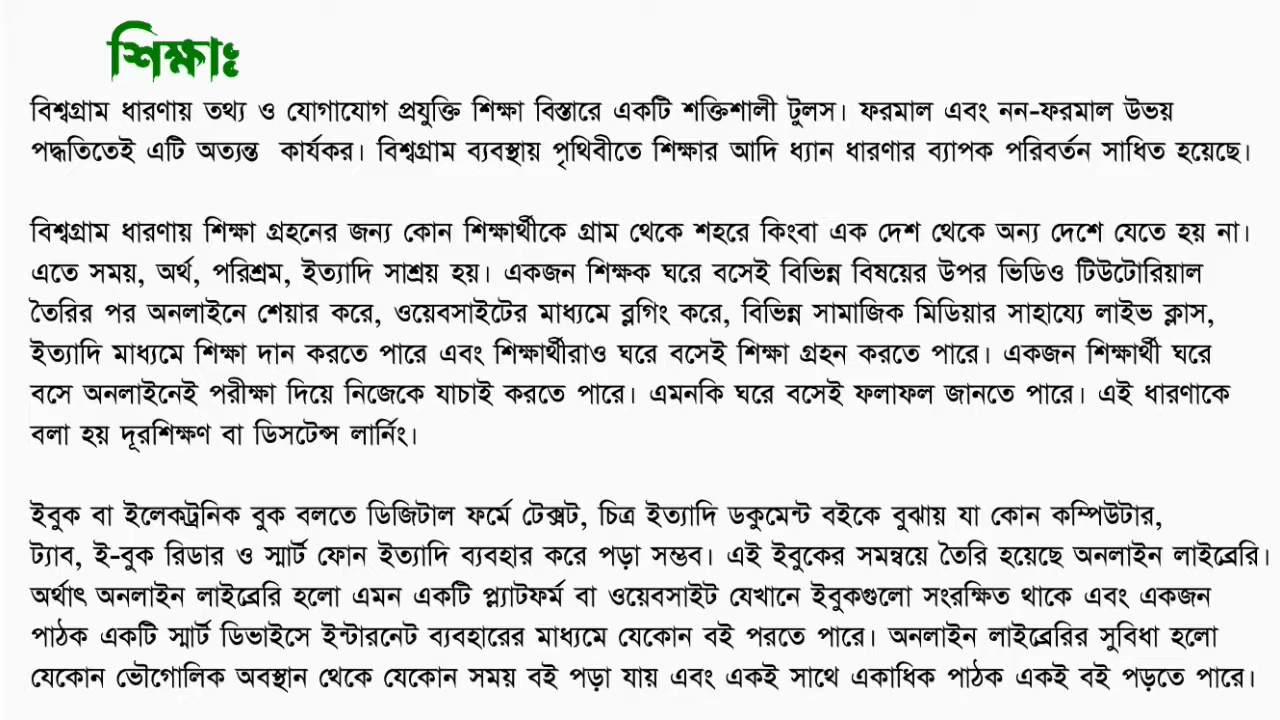 শিক্ষাঃ
বিশ্বগ্রাম ধারণায় তথ্য ও যোগাযোগ প্রযুক্তি শিক্ষা বিস্তারে একটি শক্তিশালী টুলস। ফরমাল এবং নন-ফরমাল উভয়
পদ্ধতিতেই এটি অত্যন্ত কার্যকর। বিশ্বগ্রাম ব্যবস্থায় পৃথিবীতে শিক্ষার আদি ধ্যান ধারণার ব্যাপক পরিবর্তন সাধিত হয়েছে।
বিশ্বগ্রাম ধারণায় শিক্ষা গ্রহনের জন্য কোন শিক্ষার্থীকে গ্রাম থেকে শহরে কিংবা এক দেশ থেকে অন্য দেশে যেতে হয় না।
এতে সময়, অর্থ, পরিশ্রম, ইত্যাদি সাশ্রয় হয়। একজন শিক্ষক ঘরে বসেই বিভিন্ন বিষয়ের উপর ভিডিও টিউটোরিয়াল
তৈরির পর অনলাইনে শেয়ার করে, ওয়েবসাইটের মাধ্যমে ব্লগিং করে, বিভিন্ন সামাজিক মিডিয়ার সাহায্যে লাইভ ক্লাস,
ইত্যাদি মাধ্যমে শিক্ষা দান করতে পারে এবং শিক্ষার্থীরাও ঘরে বসেই শিক্ষা গ্রহন করতে পারে। একজন শিক্ষার্থী ঘরে
বসে অনলাইনেই পরীক্ষা দিয়ে নিজেকে যাচাই করতে পারে। এমনকি ঘরে বসেই ফলাফল জানতে পারে। এই ধারণাকে
বলা হয় দূরশিক্ষণ বা ডিসটেন্স লার্নিং।
ইবুক বা ইলেকট্রনিক বুক বলতে ডিজিটাল ফর্মে টেক্সট, চিত্র ইত্যাদি ডকুমেন্ট বইকে বুঝায় যা কোন কম্পিউটার,
ট্যাব, ই-বুক রিডার ও স্মার্ট ফোন ইত্যাদি ব্যবহার করে পড়া সম্ভব। এই ইবুকের সমন্বয়ে তৈরি হয়েছে অনলাইন লাইব্রেরি।
অর্থাৎ অনলাইন লাইব্রেরি হলো এমন একটি প্ল্যাটফর্ম বা ওয়েবসাইট যেখানে ইবুকগুলো সংরক্ষিত থাকে এবং একজন
পাঠক একটি স্মার্ট ডিভাইসে ইন্টারনেট ব্যবহারের মাধ্যমে যেকোন বই পরতে পারে। অনলাইন লাইব্রেরির সুবিধা হলো
যেকোন ভৌগোলিক অবস্থান থেকে যেকোন সময় বই পড়া যায় এবং একই সাথে একাধিক পাঠক একই বই পড়তে পারে।